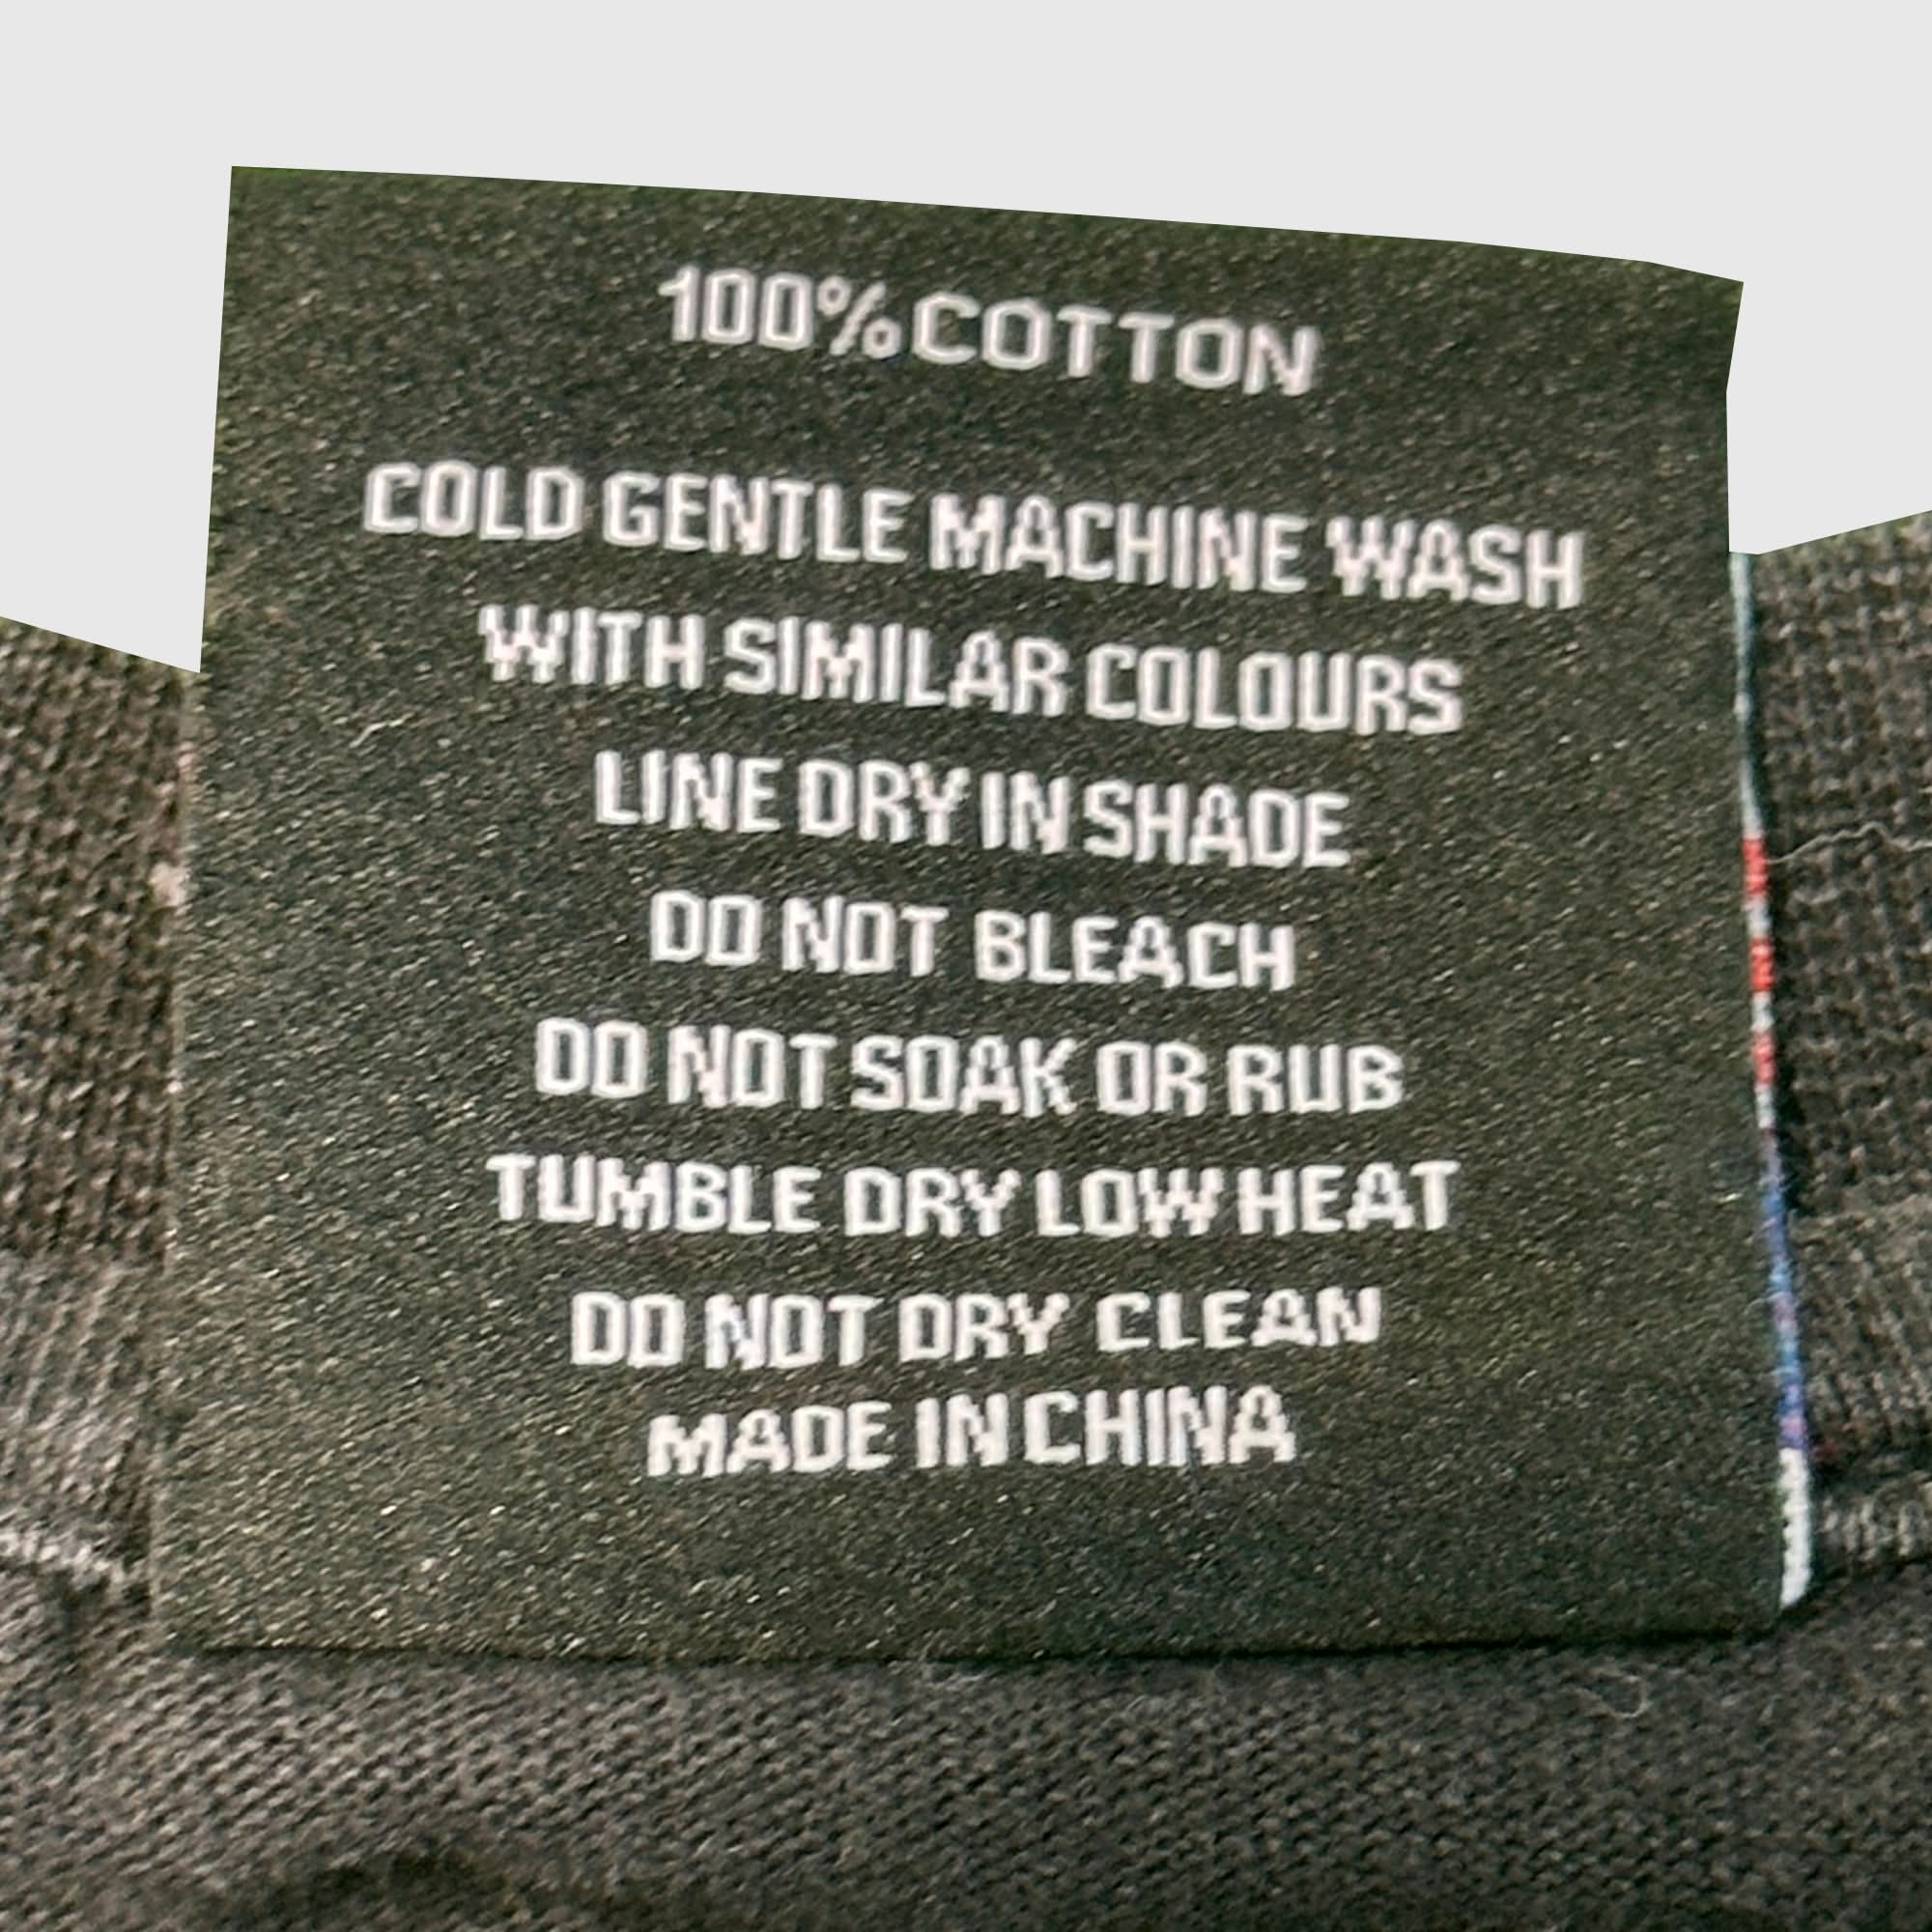 100% COTTON
COLD GENTLE MACHINE WASH
WITH SIMILAR COLOURS
LINE DRY IN SHADE
DO NOT BLEACH
DO NOT SOAK OR RUB
TUMBLE DRY LOW HEAT
DO NOT DRY CLEAN
MADE IN CHINA